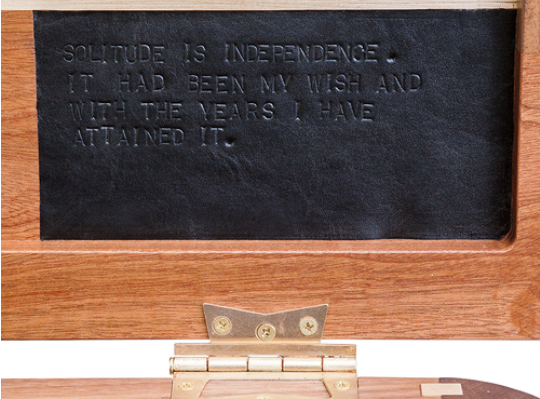 SOLITUDE IS INDEPENDENCE.
IT HAD BEEN MY WISH AND
WITH THE YEARS I HAVE
ATTAINED IT.